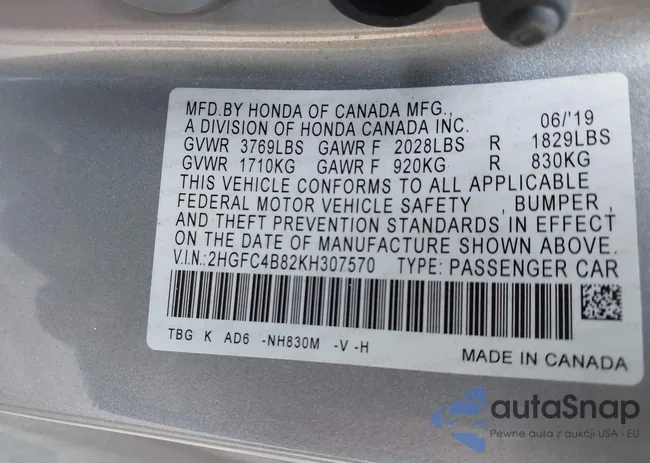 MFD.BY HONDA OF CANADA MFG.,
A DIVISION OF HONDA CANADA INC. 06/'19
GVWR 3769LBS GAWR F 2028LBS R 1829LBS
GVWR 1710KG GAWR F 920KG R 830KG
THIS VEHICLE CONFORMS TO ALL APPLICABLE
FEDERAL MOTOR VEHICLE SAFETY , BUMPER ,
AND THEFT PREVENTION STANDARDS IN EFFECT
ON THE DATE OF MANUFACTURE SHOWN ABOVE.
V.I.N.:2HGFC4B82KH307570 TYPE: PASSENGER CAR
TBG K AD6 -NH830M -V -H
MADE IN CANADA
autaSnap
Pewne auta z aukcji USA i EU